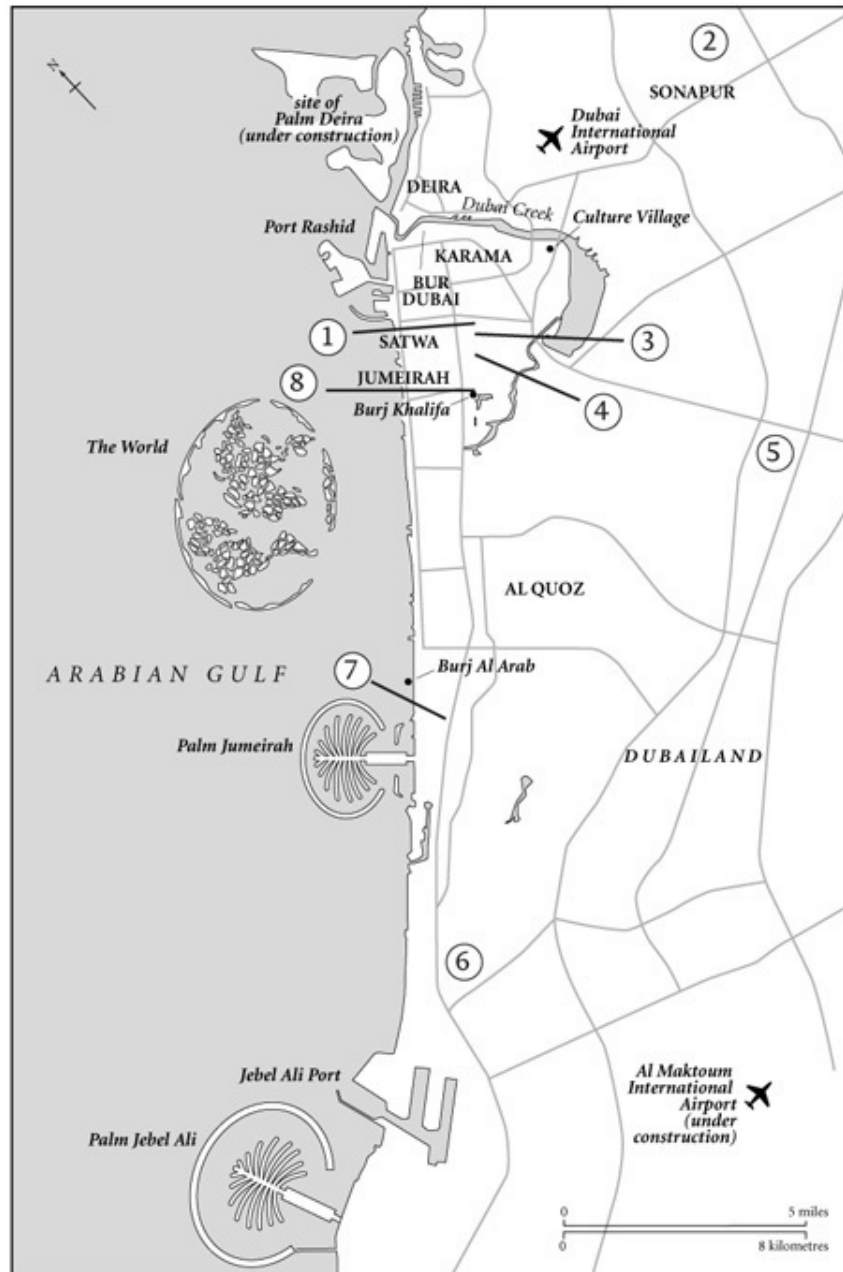 N
2
SONAPUR
site of
Palm Deira
(under construction)
Dubai
International
Airport
DEIRA
Dubai Creek
Culture Village
Port Rashid
KARAMA
BUR
DUBAI
1
SATWA
3
8
JUMEIRAH
Burj Khalifa
4
The World
5
AL QUOZ
ARABIAN GULF
7
Burj Al Arab
Palm Jumeirah
DUBAILAND
6
Jebel Ali Port
Al Maktoum
International
Airport
(under
construction)
Palm Jebel Ali
0
5 miles
0
8 kilometres